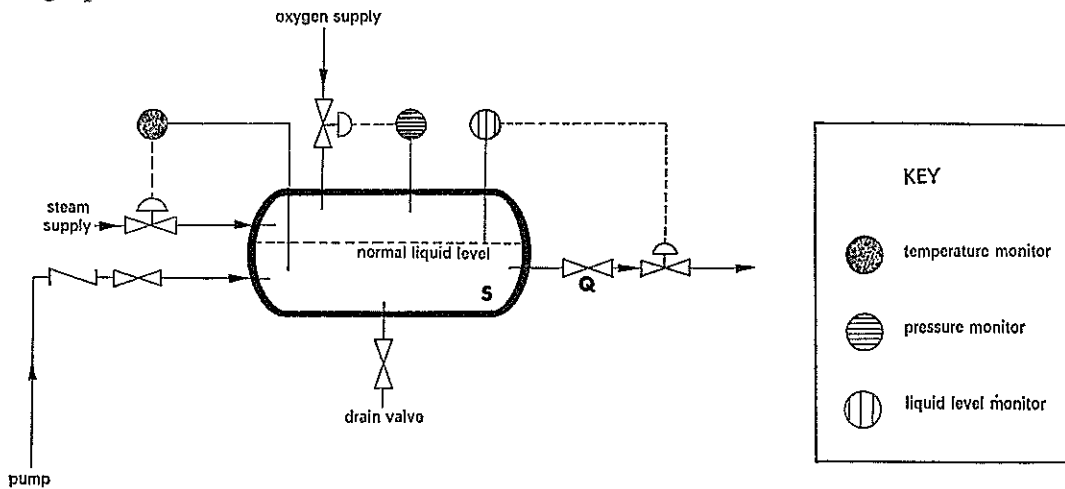 oxygen supply
steam
supply
normal liquid level
S
Q
drain valve
pump
KEY
temperature monitor
pressure monitor
liquid level monitor